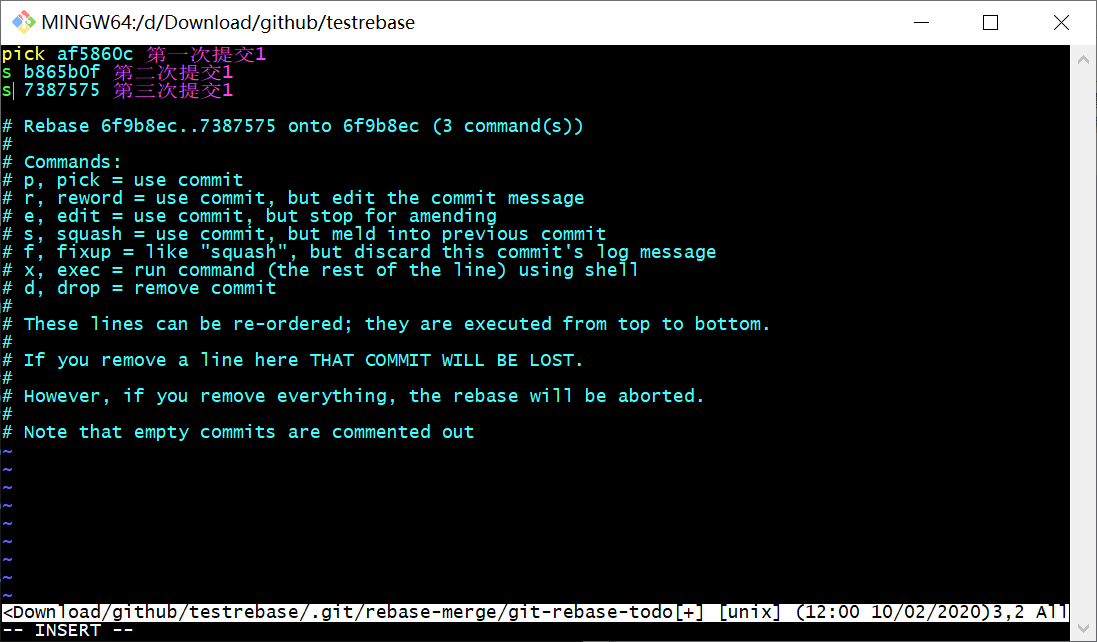 MINGW64:/d/Download/github/testrebase
pick af5860c 第一次提交1
s b865b0f 第二次提交1
s 7387575 第三次提交1
# Rebase 6f9b8ec..7387575 onto 6f9b8ec (3 command(s))
#
# Commands:
# p, pick = use commit
# r, reword = use commit, but edit the commit message
# e, edit = use commit, but stop for amending
# s, squash = use commit, but meld into previous commit
# f, fixup = like "squash", but discard this commit's log message
# x, exec = run command (the rest of the line) using shell
# d, drop = remove commit
#
# These lines can be re-ordered; they are executed from top to bottom.
#
# If you remove a line here THAT COMMIT WILL BE LOST.
#
# However, if you remove everything, the rebase will be aborted.
#
# Note that empty commits are commented out
~
~
~
~
~
~
~
~
~
<Download/github/testrebase/.git/rebase-merge/git-rebase-todo[+] [unix] (12:00 10/02/2020)3,2 All
-- INSERT --